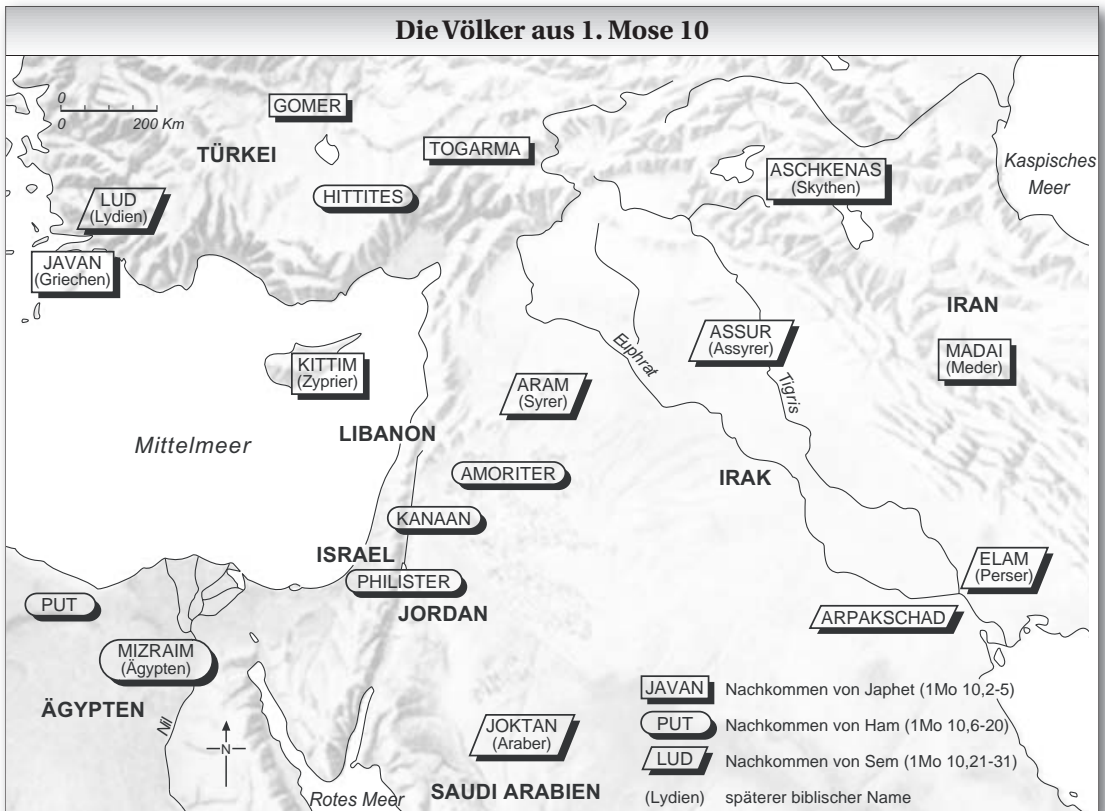 Die Völker aus 1. Mose 10
0
0 200 Km
GOMER
TÜRKEI
TOGARMA
Kaspisches
Meer
ASCHKENAS
(Skythen)
LUD
(Lydien)
HITTITES
JAVAN
(Griechen)
IRAN
ASSUR
(Assyrer)
MADAI
(Meder)
Euphrat
KITTIM
(Zyprier)
ARAM
(Syrer)
Tigris
Mittelmeer
LIBANON
AMORITER
IRAK
KANAAN
ISRAEL
PHILISTER
ELAM
(Perser)
PUT
JORDAN
ARPAKSCHAD
MIZRAIM
(Ägypten)
ÄGYPTEN
Nil
N
JOKTAN
(Araber)
Rotes Meer
SAUDI ARABIEN
JAVAN Nachkommen von Japhet (1Mo 10,2-5)
PUT Nachkommen von Ham (1Mo 10,6-20)
LUD Nachkommen von Sem (1Mo 10,21-31)
(Lydien) späterer biblischer Name